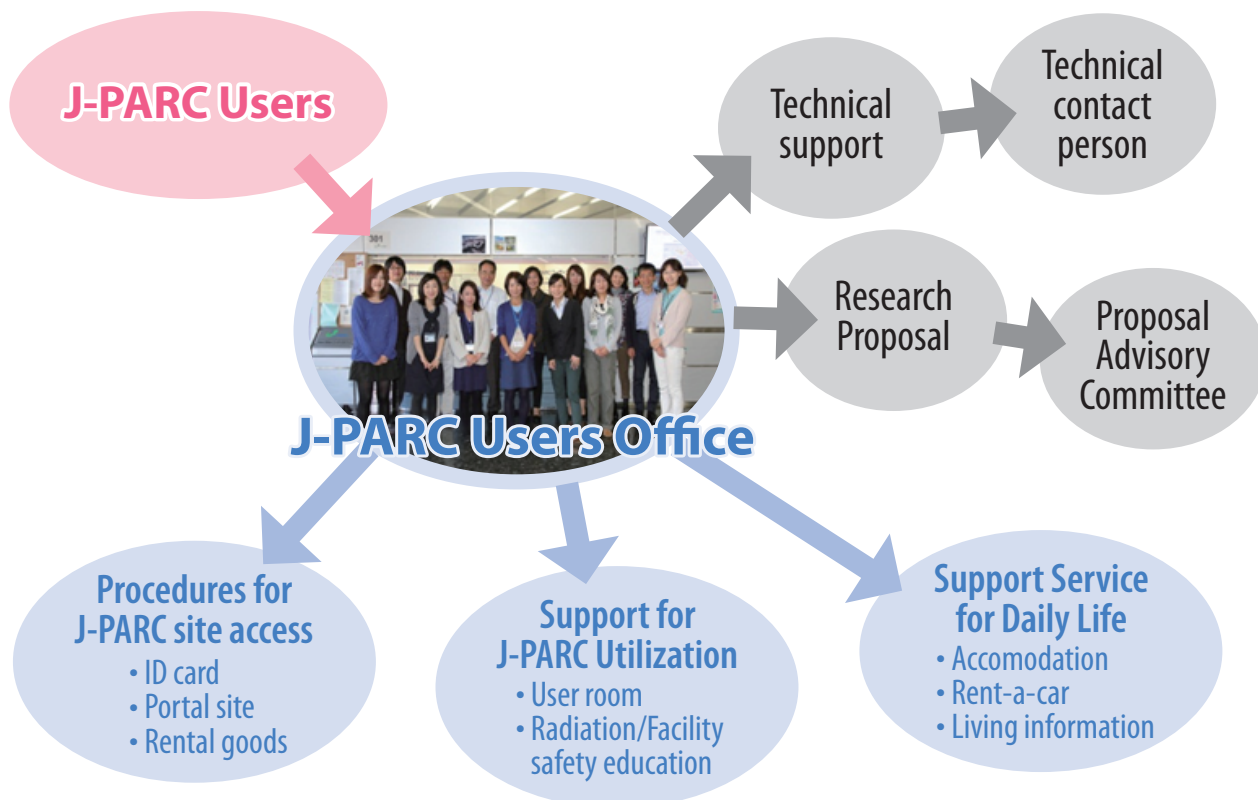 J-PARC Users
Technical
support
Technical
contact
person
301
Research
Proposal
Proposal
Advisory
Committee
J-PARC Users Office
Procedures for
J-PARC site access
• ID card
• Portal site
• Rental goods
Support for
J-PARC Utilization
• User room
• Radiation/Facility
safety education
Support Service
for Daily Life
• Accomodation
• Rent-a-car
• Living information